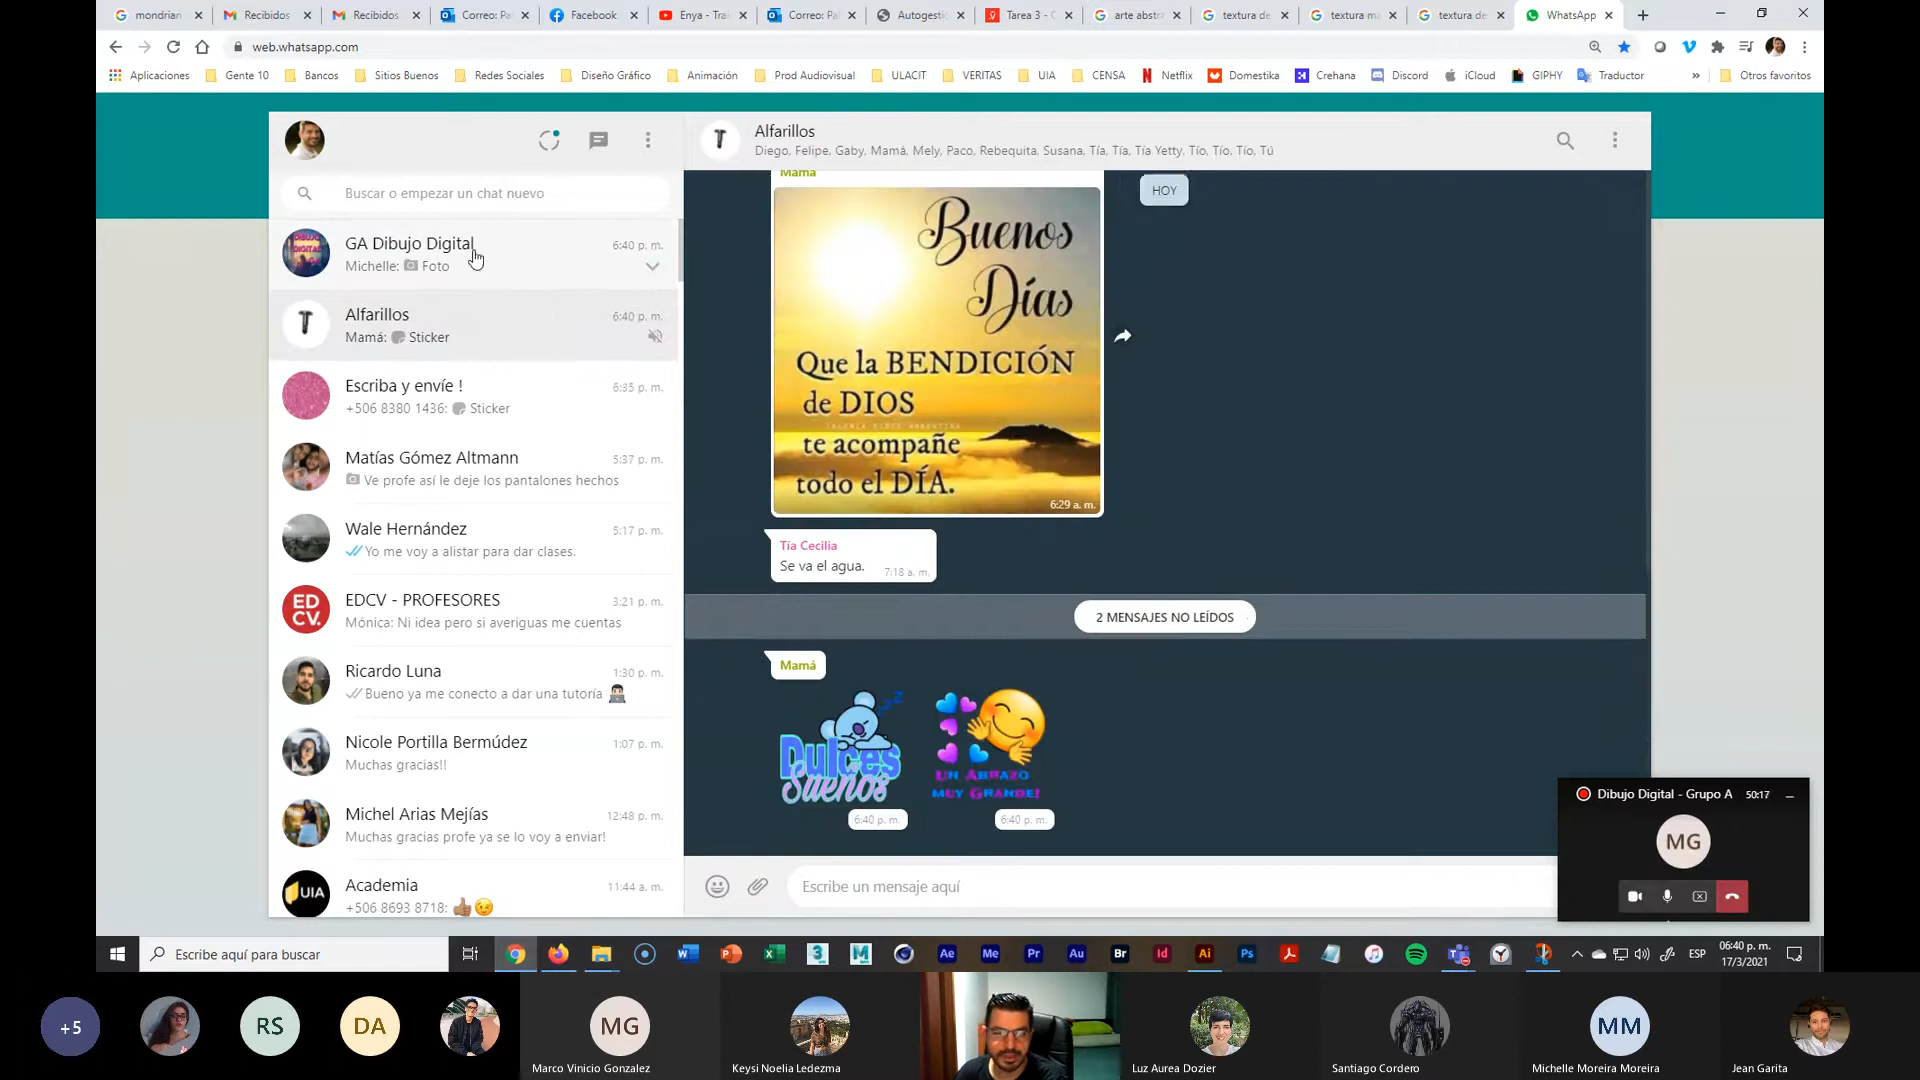 mondrian
Recibidos
Recibidos
Correo: Pa
Facebook
Enya - Tra
Correo: Pa
Autogesti
Tarea 3 - C
arte abstr
textura de
textura ma
textura de
WhatsApp
web.whatsapp.com
Aplicaciones
Gente 10
Bancos
Sitios Buenos
Redes Sociales
Diseño Gráfico
Animación
Prod Audiovisual
ULACIT
VERITAS
UIA
CENSA
Netflix
Domestika
Crehana
Discord
iCloud
GIPHY
Traductor
Otros favoritos
Buscar o empezar un chat nuevo
GA Dibujo Digital
6:40 p. m.
Michelle: Foto
Alfarillos
6:40 p. m.
Mamá: Sticker
Escriba y envíe !
6:35 p. m.
+506 8380 1436: Sticker
Matías Gómez Altmann
5:37 p. m.
Ve profe así le deje los pantalones hechos
Wale Hernández
5:17 p. m.
Yo me voy a alistar para dar clases.
ED
CV.
EDCV - PROFESORES
3:21 p. m.
Mónica: Ni idea pero si averiguas me cuentas
Ricardo Luna
1:30 p. m.
Bueno ya me conecto a dar una tutoría
Nicole Portilla Bermúdez
1:07 p. m.
Muchas gracias!!
Michel Arias Mejías
12:48 p. m.
Muchas gracias profe ya se lo voy a enviar!
UIA
Academia
11:44 a. m.
+506 8693 8718:
Alfarillos
Diego, Felipe, Gaby, Mamá, Mely, Paco, Rebequita, Susana, Tía, Tía, Tía Yetty, Tío, Tío, Tío, Tú
Mamá
HOY
Buenos
Días
Que la BENDICIÓN
de DIOS
te acompañe
todo el DÍA.
6:29 a. m.
Tía Cecilia
Se va el agua.
7:18 a. m.
2 MENSAJES NO LEÍDOS
Mamá
Dulces
Sueños
6:40 p. m.
Un Abrazo
muy Grande!
6:40 p. m.
Escribe un mensaje aquí
Dibujo Digital - Grupo A
50:17
MG
Escribe aquí para buscar
Ae
Me
Pr
Au
Br
Id
Ai
Ps
ESP
06:40 p. m.
17/3/2021
+5
RS
DA
MG
Marco Vinicio Gonzalez
Keysi Noelia Ledezma
Luz Aurea Dozier
Santiago Cordero
MM
Michelle Moreira Moreira
Jean Garita